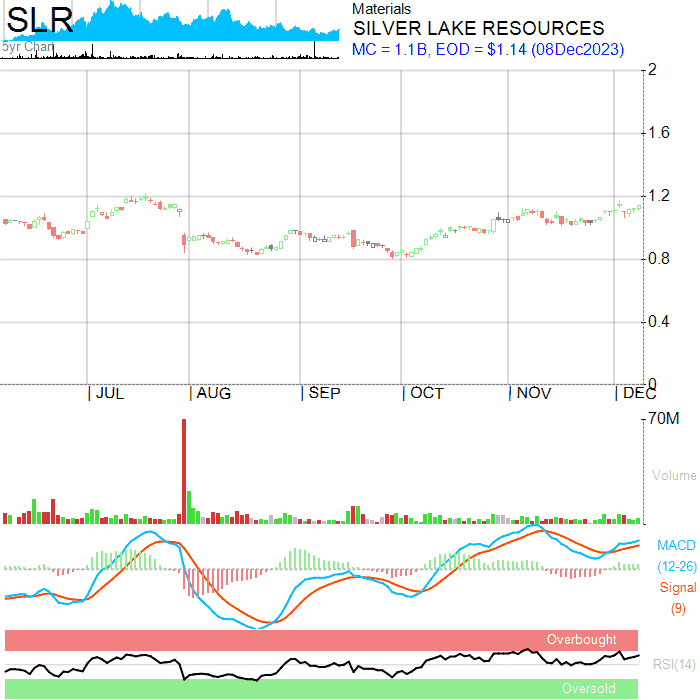 SLR
5yr Chart
Materials
SILVER LAKE RESOURCES
MC = 1.1B, EOD = $1.14 (08Dec2023)
2
1.6
1.2
0.8
0.4
0
| JUL | AUG | SEP | OCT | NOV | DEC
70M
Volume
MACD
(12-26)
Signal
(9)
Overbought
RSI(14)
Oversold